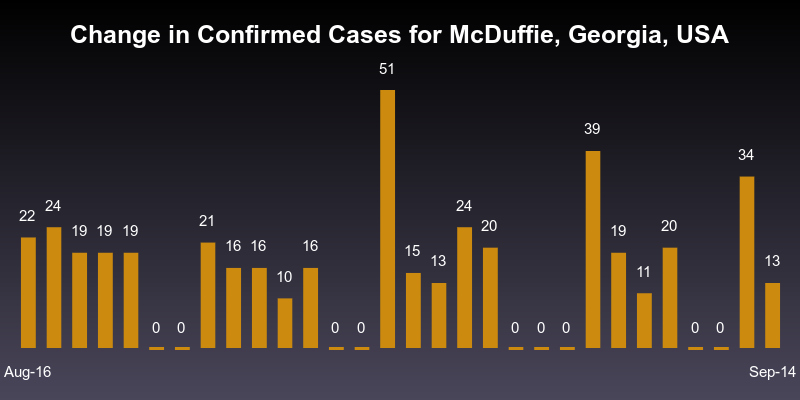 Change in Confirmed Cases for McDuffie, Georgia, USA
22 24 19 19 19 0 0 21 16 16 10 16 0 0 51 15 13 24 20 0 0 0 39 19 11 20 0 0 34 13
Aug-16 Sep-14